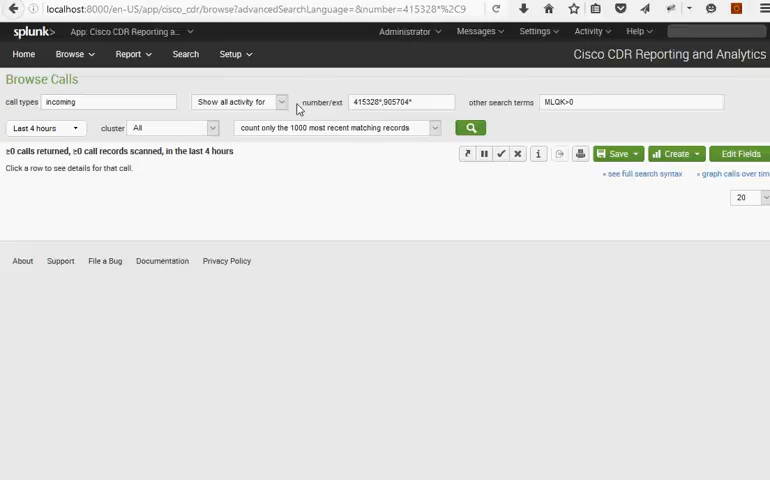 localhost:8000/en-US/app/cisco_cdr/browse?advancedSearchLanguage=&number=415328*%2C9
splunk> App: Cisco CDR Reporting a... Administrator Messages Settings Activity Help
Home Browse Report Search Setup Cisco CDR Reporting and Analytics
Browse Calls
call types incoming Show all activity for number/ext 415328*,905704* other search terms MLQK>0
Last 4 hours cluster All count only the 1000 most recent matching records
≥0 calls returned, ≥0 call records scanned, in the last 4 hours Save Create Edit Fields
Click a row to see details for that call. « see full search syntax « graph calls over tim
20
About Support File a Bug Documentation Privacy Policy